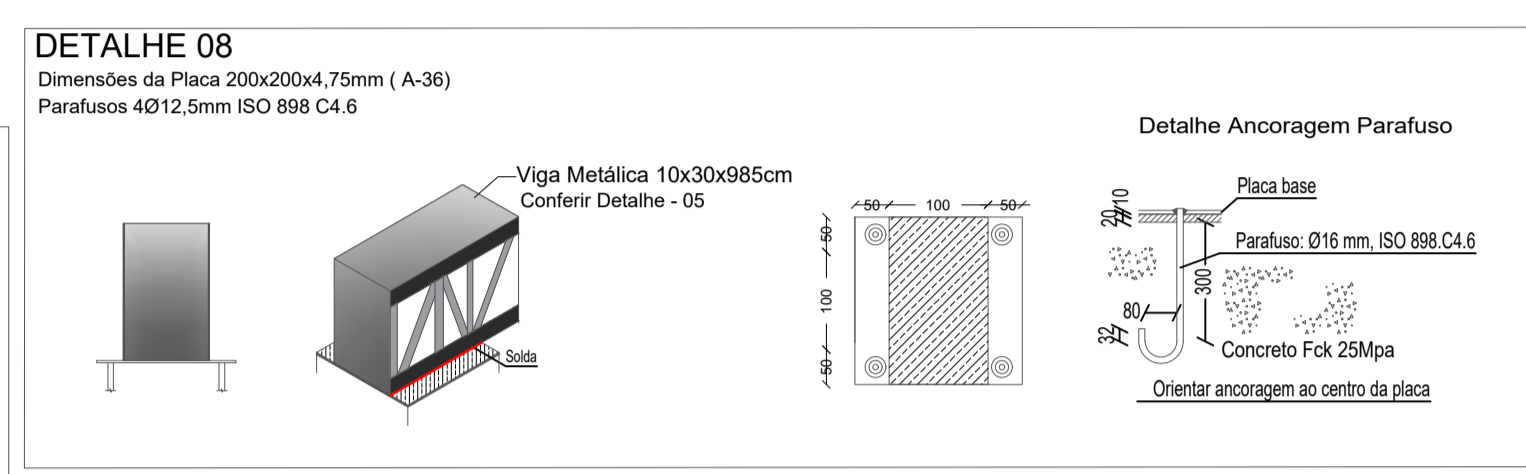 DETALHE 08
Dimensões da Placa 200x200x4,75mm ( A-36)
Parafusos 4Ø12,5mm ISO 898 C4.6
Viga Metálica 10x30x985cm
Conferir Detalhe - 05
Solda
50
100
50
50
100
50
Detalhe Ancoragem Parafuso
20
10
Placa base
Parafuso: Ø16 mm, ISO 898.C4.6
300
80
32
Concreto Fck 25Mpa
Orientar ancoragem ao centro da placa